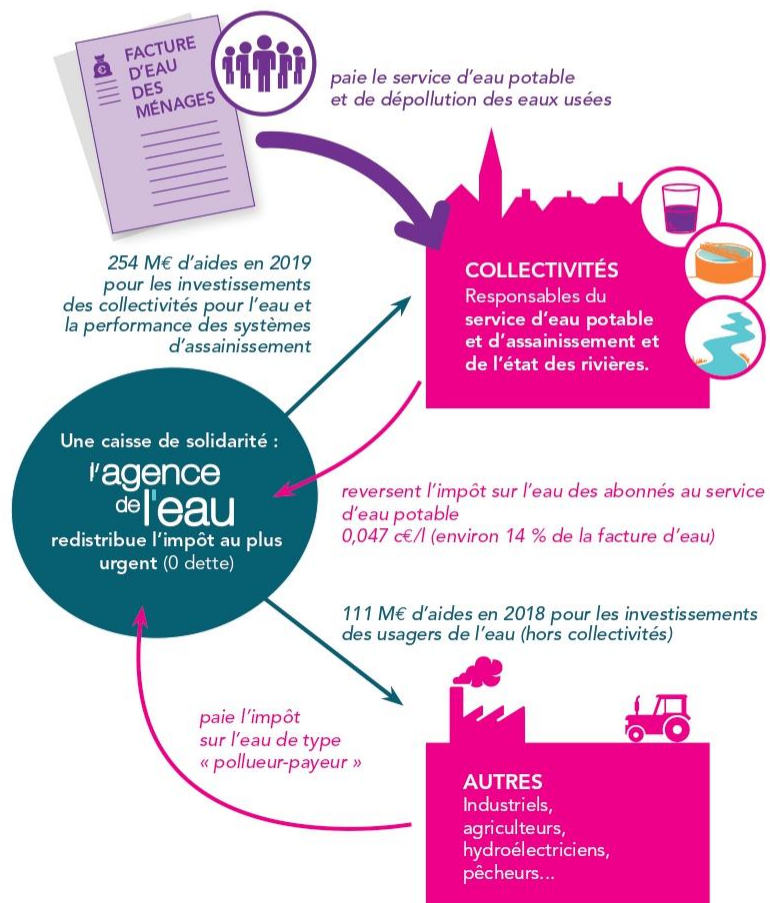 FACTURE
D'EAU
DES
MÉNAGES
paie le service d'eau potable
et de dépollution des eaux usées
254 M€ d'aides en 2019
pour les investissements
des collectivités pour l'eau et
la performance des systèmes
d'assainissement
COLLECTIVITÉS
Responsables du
service d'eau potable
et d'assainissement et
de l'état des rivières.
Une caisse de solidarité :
l'agence
de l'eau
redistribue l'impôt au plus
urgent (0 dette)
reversent l'impôt sur l'eau des abonnés au service
d'eau potable
0,047 c€/l (environ 14 % de la facture d'eau)
111 M€ d'aides en 2018 pour les investissements
des usagers de l'eau (hors collectivités)
paie l'impôt
sur l'eau de type
« pollueur-payeur »
AUTRES
Industriels,
agriculteurs,
hydroélectriciens,
pêcheurs...